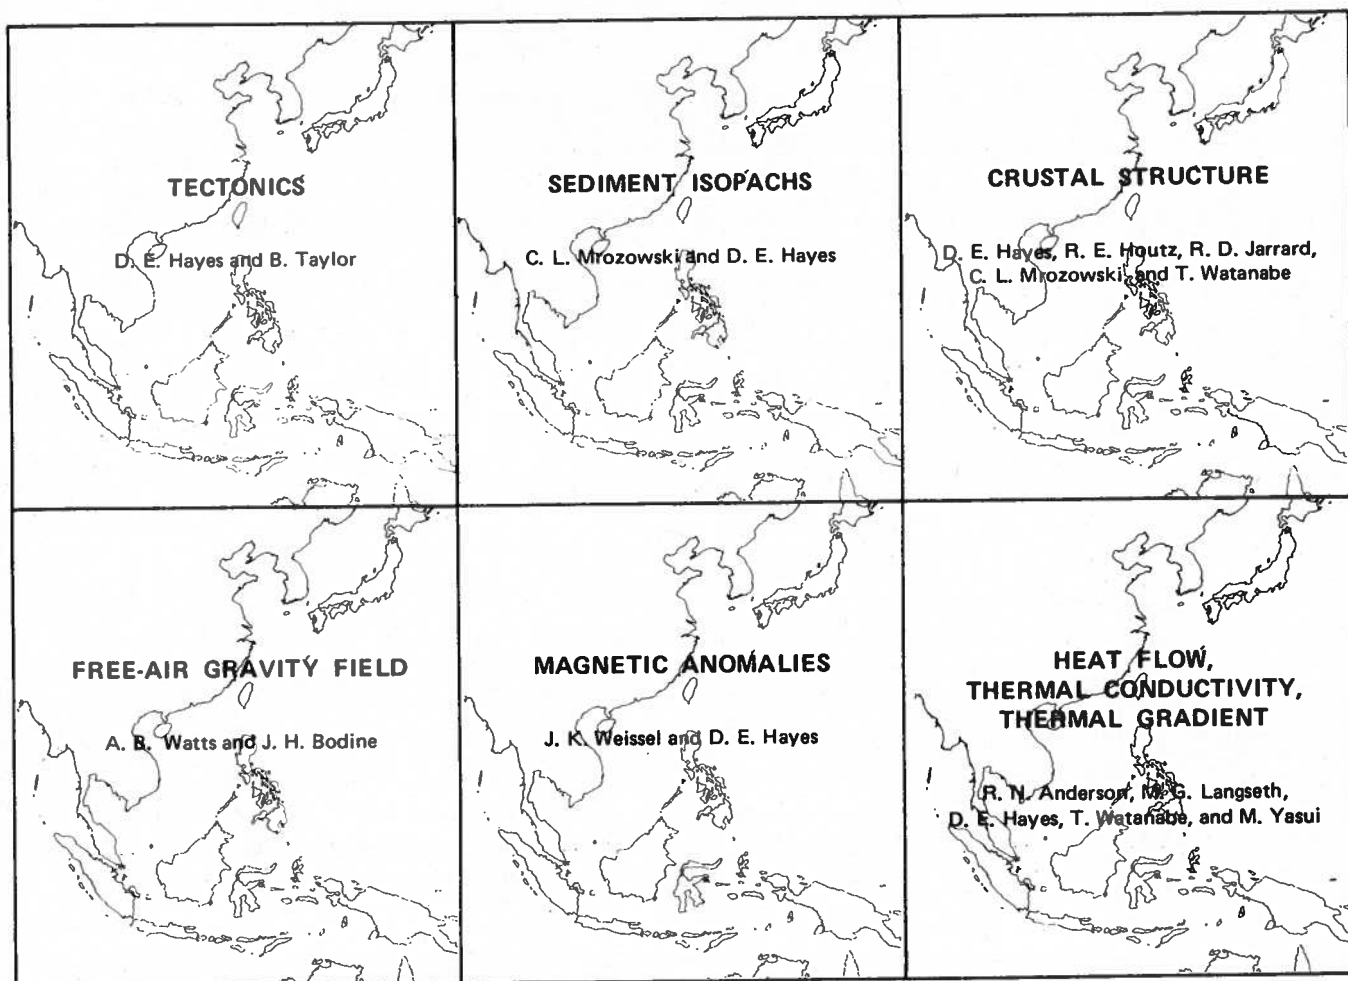 TECTONICS
D. E. Hayes and B. Taylor
SEDIMENT ISOPACHS
C. L. Mrozowski and D. E. Hayes
CRUSTAL STRUCTURE
D. E. Hayes, R. E. Houtz, R. D. Jarrard,
C. L. Mrozowski, and T. Watanabe
FREE-AIR GRAVITY FIELD
A. B. Watts and J. H. Bodine
MAGNETIC ANOMALIES
J. K. Weissel and D. E. Hayes
HEAT FLOW,
THERMAL CONDUCTIVITY,
THERMAL GRADIENT
R. N. Anderson, M. G. Langseth,
D. E. Hayes, T. Watanabe, and M. Yasui